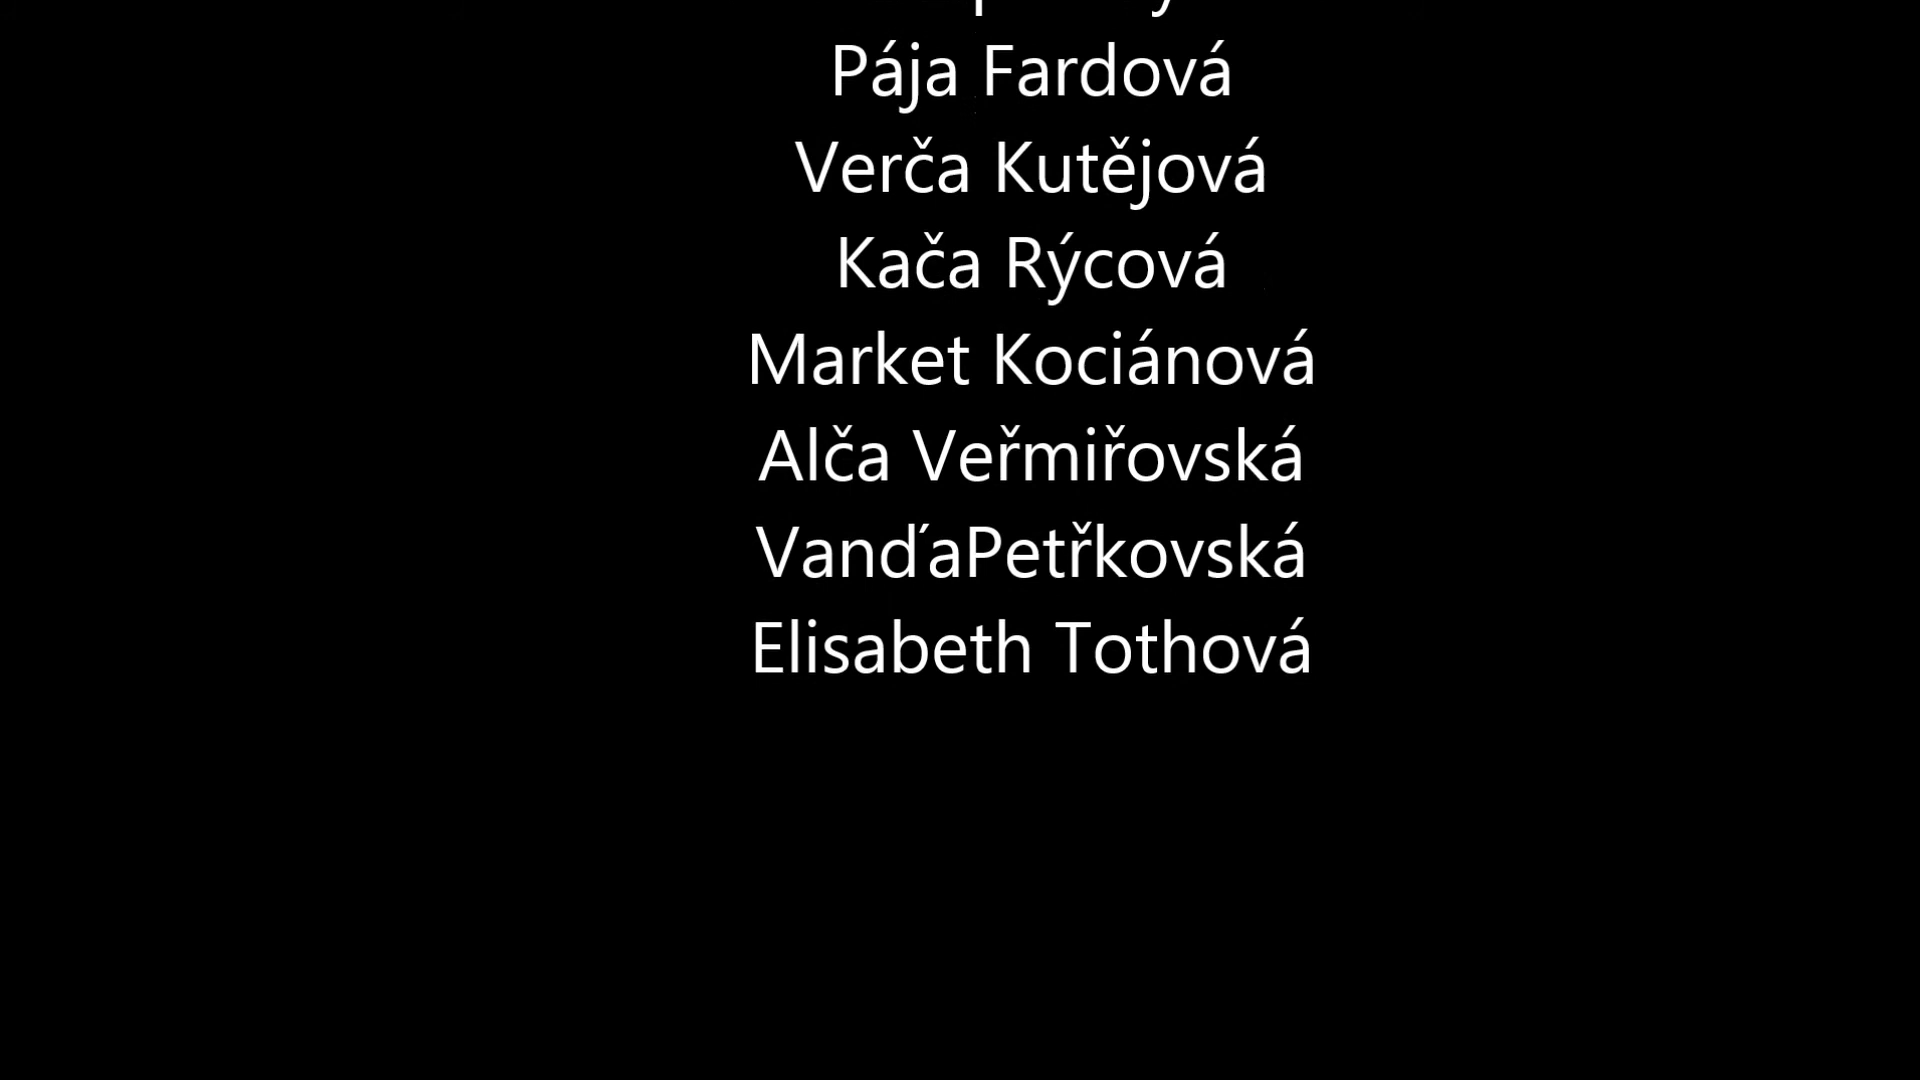 Pája Fardová
Verča Kutějová
Kača Rýcová
Market Kociánová
Alča Veřmiřovská
VanďaPetřkovská
Elisabeth Tothová